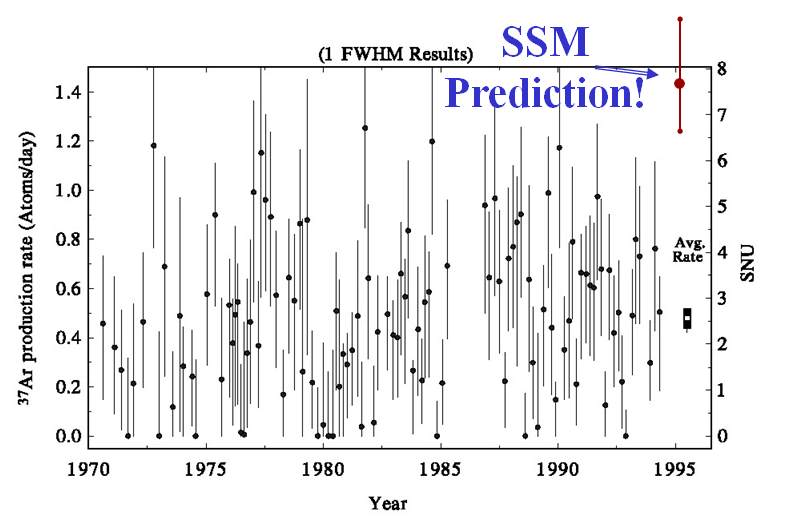 (1 FWHM Results)
SSM
Prediction!
37Ar production rate (Atoms/day)
1.4
1.2
1.0
0.8
0.6
0.4
0.2
0.0
8
7
6
5
4
3
2
1
0
SNU
Avg.
Rate
1970
1975
1980
1985
1990
1995
Year